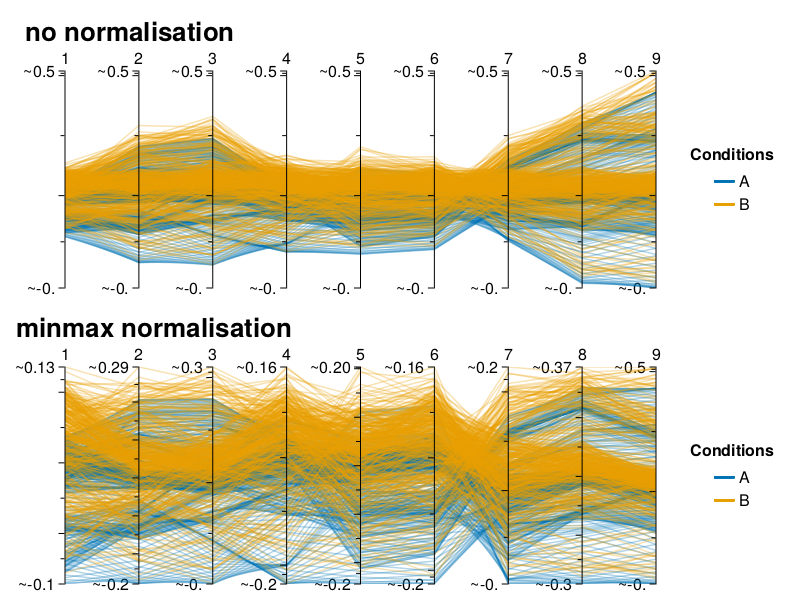 no normalisation
1 2 3 4 5 6 7 8 9
~0.5 ~0.5 ~0.5 ~0.5 ~0.5 ~0.5 ~0.5 ~0.5 ~0.5
Conditions
A
B
~-0. ~-0. ~-0. ~-0. ~-0. ~-0. ~-0. ~-0. ~-0.
minmax normalisation
1 2 3 4 5 6 7 8 9
~0.13 ~0.29 ~0.3 ~0.16 ~0.20 ~0.16 ~0.2 ~0.37 ~0.5
Conditions
A
B
~-0.1 ~-0.2 ~-0. ~-0.2 ~-0.2 ~-0.2 ~-0. ~-0.3 ~-0.